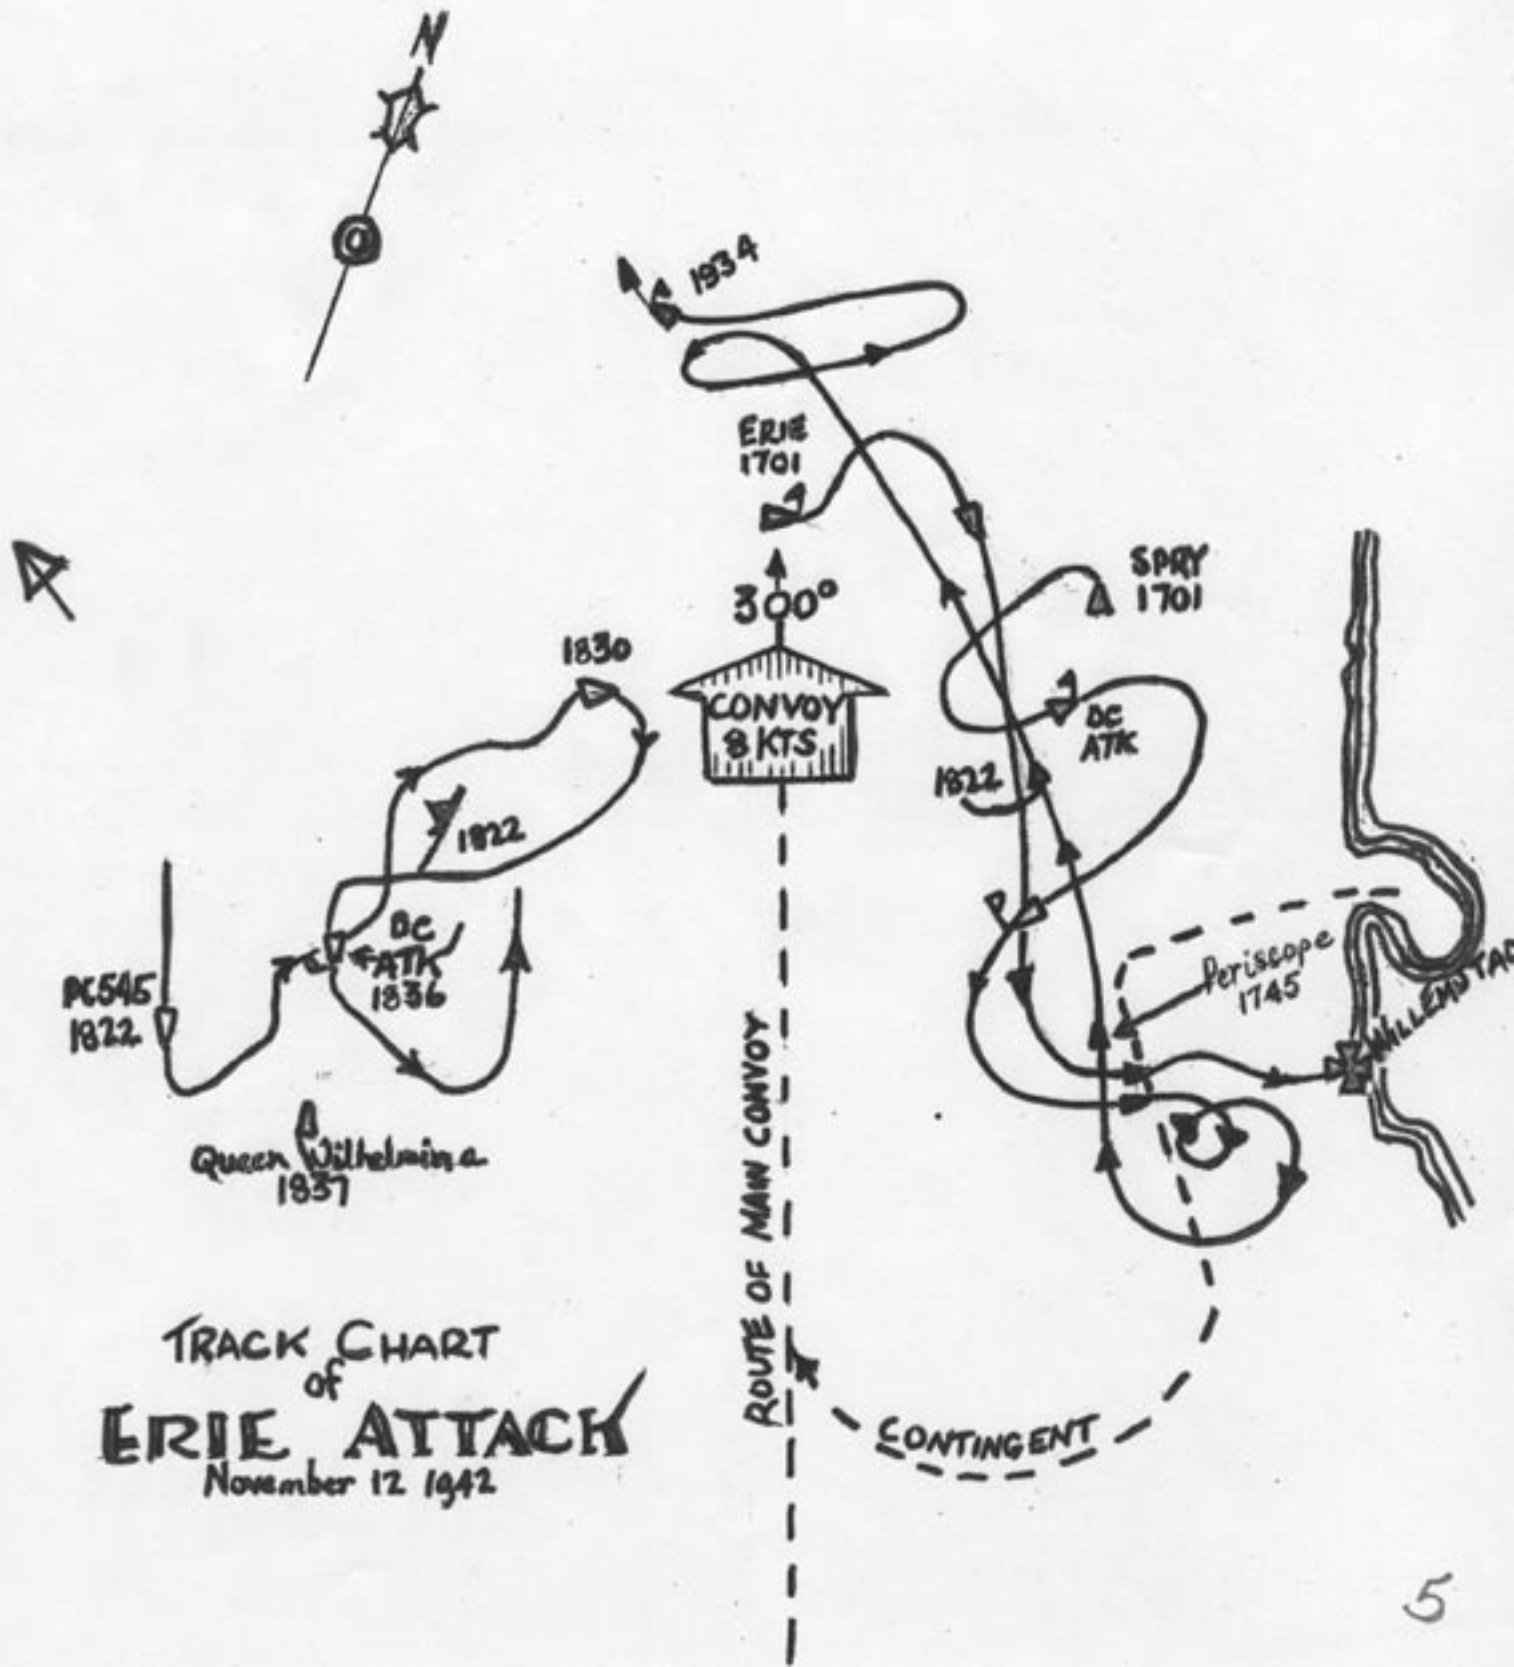 N
1934
ERIE
1701
SPRY
1701
300°
1830
CONVOY
8 KTS
DC
ATK
1822
1822
DC
ATK
1836
PC545
1822
Periscope
1745
Queen Wilhelmina
1837
ROUTE OF MAIN CONVOY
CONTINGENT
TRACK CHART
of
ERIE ATTACK
November 12 1942
5